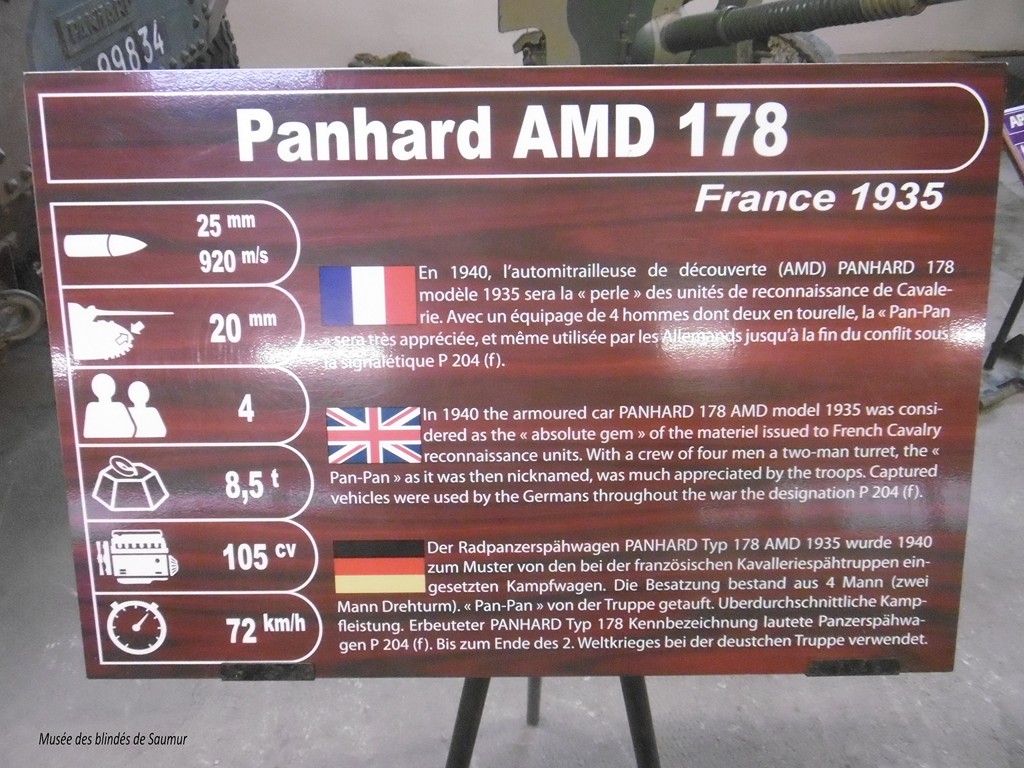 PANHARD
99834
Panhard AMD 178
France 1935
25 mm
920 m/s
20 mm
4
8,5 t
105 cv
72 km/h
En 1940, l'automitrailleuse de découverte (AMD) PANHARD 178
modèle 1935 sera la « perle » des unités de reconnaissance de Cavale-
rie. Avec un équipage de 4 hommes dont deux en tourelle, la « Pan-Pan
» sera très appréciée, et même utilisée par les Allemands jusqu'à la fin du conflit sous
la signalétique P 204 (f).
In 1940 the armoured car PANHARD 178 AMD model 1935 was consi-
dered as the « absolute gem » of the materiel issued to French Cavalry
reconnaissance units. With a crew of four men a two-man turret, the «
Pan-Pan » as it was then nicknamed, was much appreciated by the troops. Captured
vehicles were used by the Germans throughout the war the designation P 204 (f).
Der Radpanzerspähwagen PANHARD Typ 178 AMD 1935 wurde 1940
zum Muster von den bei der französischen Kavalleriespähtruppen ein-
gesetzten Kampfwagen. Die Besatzung bestand aus 4 Mann (zwei
Mann Drehturm). « Pan-Pan » von der Truppe getauft. Uberdurchschnittliche Kamp-
fleistung. Erbeuteter PANHARD Typ 178 Kennbezeichnung lautete Panzerspähwa-
gen P 204 (f). Bis zum Ende des 2. Weltkrieges bei der deustchen Truppe verwendet.
Musée des blindés de Saumur